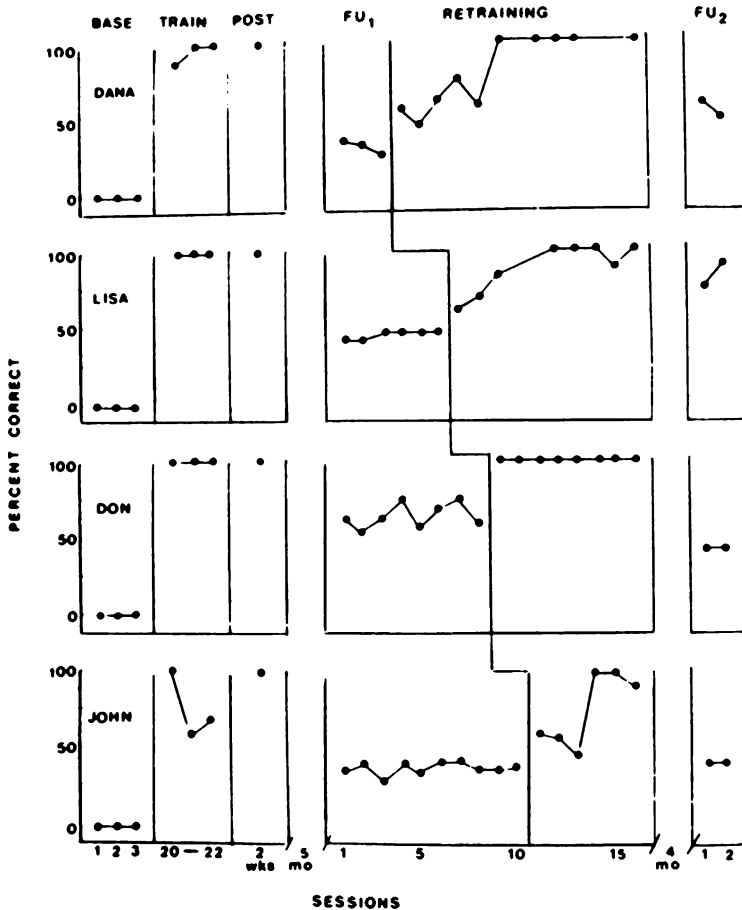 BASE TRAIN POST FU1 RETRAINING FU2
100
DANA
50
0
100
LISA
50
0
100
DON
50
0
100
JOHN
50
0
PERCENT CORRECT
1 2 3 20 — 22 2 wks 5 mo 1 5 10 15 4 mo 1 2
SESSIONS